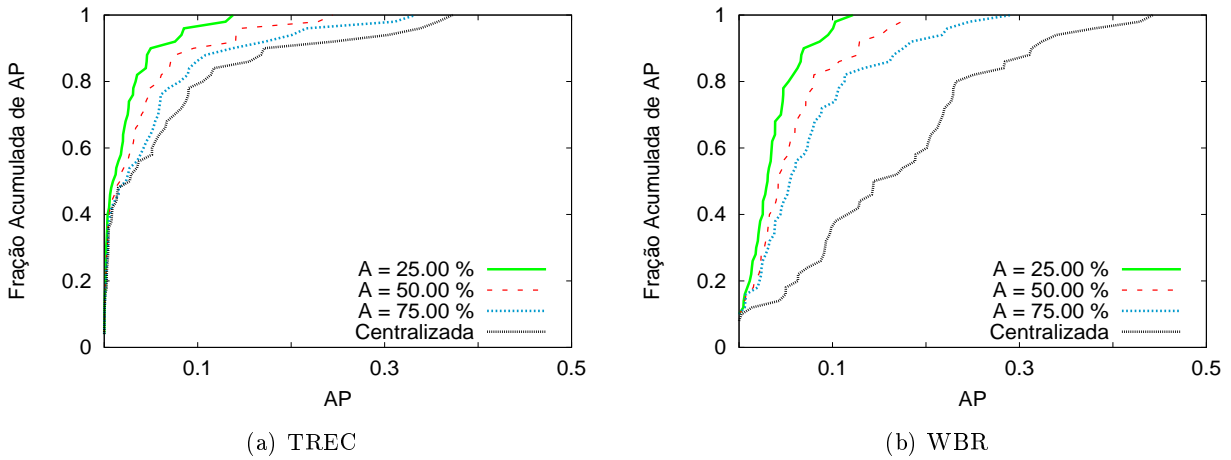 Fração Acumulada de AP
1
0.8
0.6
0.4
0.2
0
0.1
0.3
0.5
AP
A = 25.00 %
A = 50.00 %
A = 75.00 %
Centralizada
(a) TREC
Fração Acumulada de AP
1
0.8
0.6
0.4
0.2
0
0.1
0.3
0.5
AP
A = 25.00 %
A = 50.00 %
A = 75.00 %
Centralizada
(b) WBR